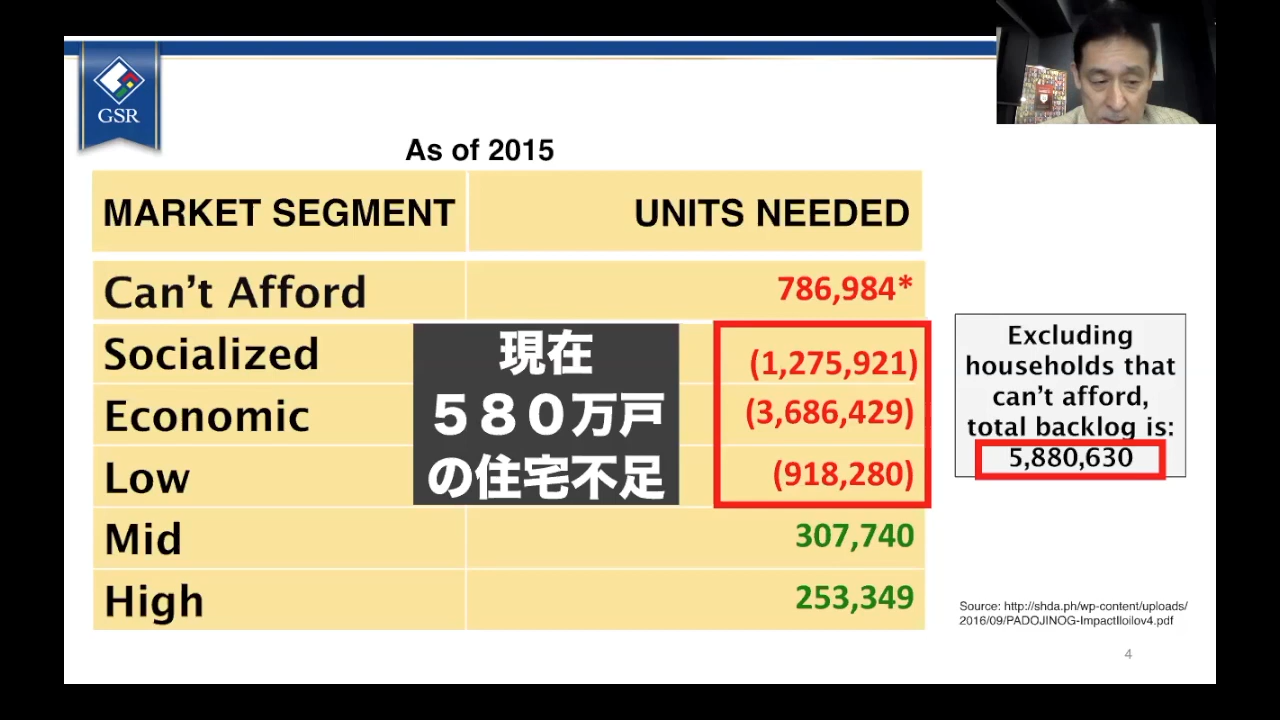 GSR
As of 2015
MARKET SEGMENT UNITS NEEDED
Can’t Afford 786,984*
Socialized (1,275,921)
Economic (3,686,429)
Low (918,280)
Mid 307,740
High 253,349
現在
５８０万戸
の住宅不足
Excluding
households that
can’t afford,
total backlog is:
5,880,630
Source: http://shda.ph/wp-content/uploads/
2016/09/PADOJINOG-ImpactIloilov4.pdf
4